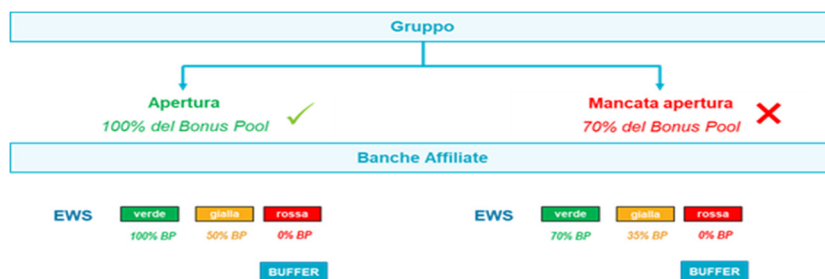 Gruppo
Apertura
100% del Bonus Pool
Mancata apertura
70% del Bonus Pool
Banche Affiliate
EWS verde gialla rossa
100% BP 50% BP 0% BP
BUFFER
EWS verde gialla rossa
70% BP 35% BP 0% BP
BUFFER